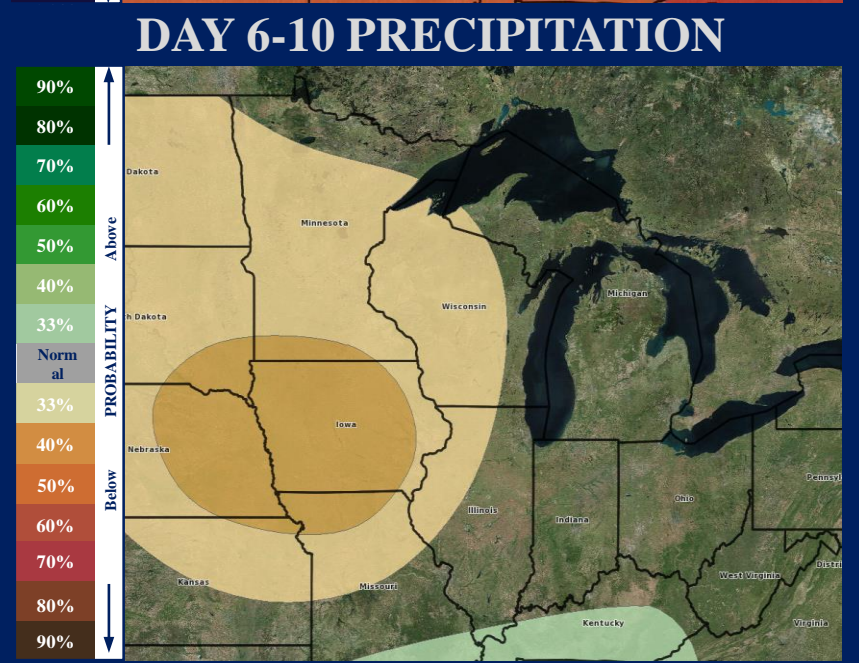 DAY 6-10 PRECIPITATION
90%
80%
70%
60%
50%
40%
33%
Norm
al
33%
40%
50%
60%
70%
80%
90%
Above
PROBABILITY
Below
Dakota
Minnesota
h Dakota
Wisconsin
Michigan
Nebraska
Iowa
Illinois
Indiana
Ohio
Pennsyl
Kansas
Missouri
West Virginia
Distri
Kentucky
Virginia